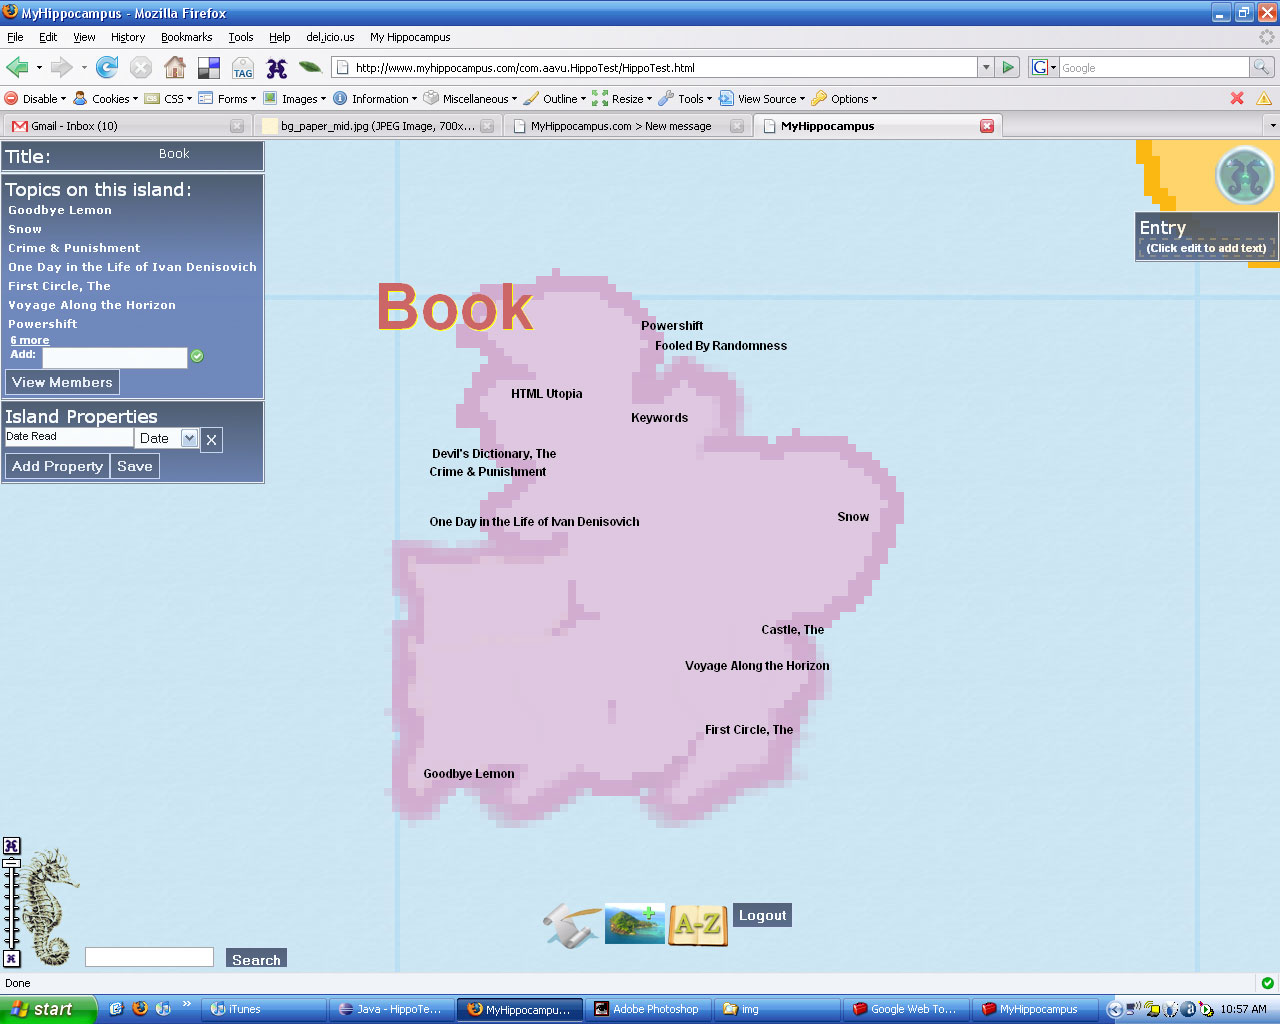 MyHippocampus - Mozilla Firefox
File Edit View History Bookmarks Tools Help del.icio.us My Hippocampus
TAG
http://www.myhippocampus.com/com.aavu.HippoTest/HippoTest.html
G Google
Disable Cookies CSS Forms Images Information Miscellaneous Outline Resize Tools View Source Options
Gmail - Inbox (10)
bg_paper_mid.jpg (JPEG Image, 700x...
MyHippocampus.com > New message
MyHippocampus
Title: Book
Topics on this island:
Goodbye Lemon
Snow
Crime & Punishment
One Day in the Life of Ivan Denisovich
First Circle, The
Voyage Along the Horizon
Powershift
6 more
Add:
View Members
Island Properties
Date Read Date X
Add Property Save
Entry
(Click edit to add text)
Book
Powershift
Fooled By Randomness
HTML Utopia
Keywords
Devil's Dictionary, The
Crime & Punishment
Snow
One Day in the Life of Ivan Denisovich
Castle, The
Voyage Along the Horizon
First Circle, The
Goodbye Lemon
A-Z
Logout
Search
Done
start
iTunes
Java - HippoTe...
MyHippocampu...
Adobe Photoshop
img
Google Web To...
MyHippocampus
10:57 AM